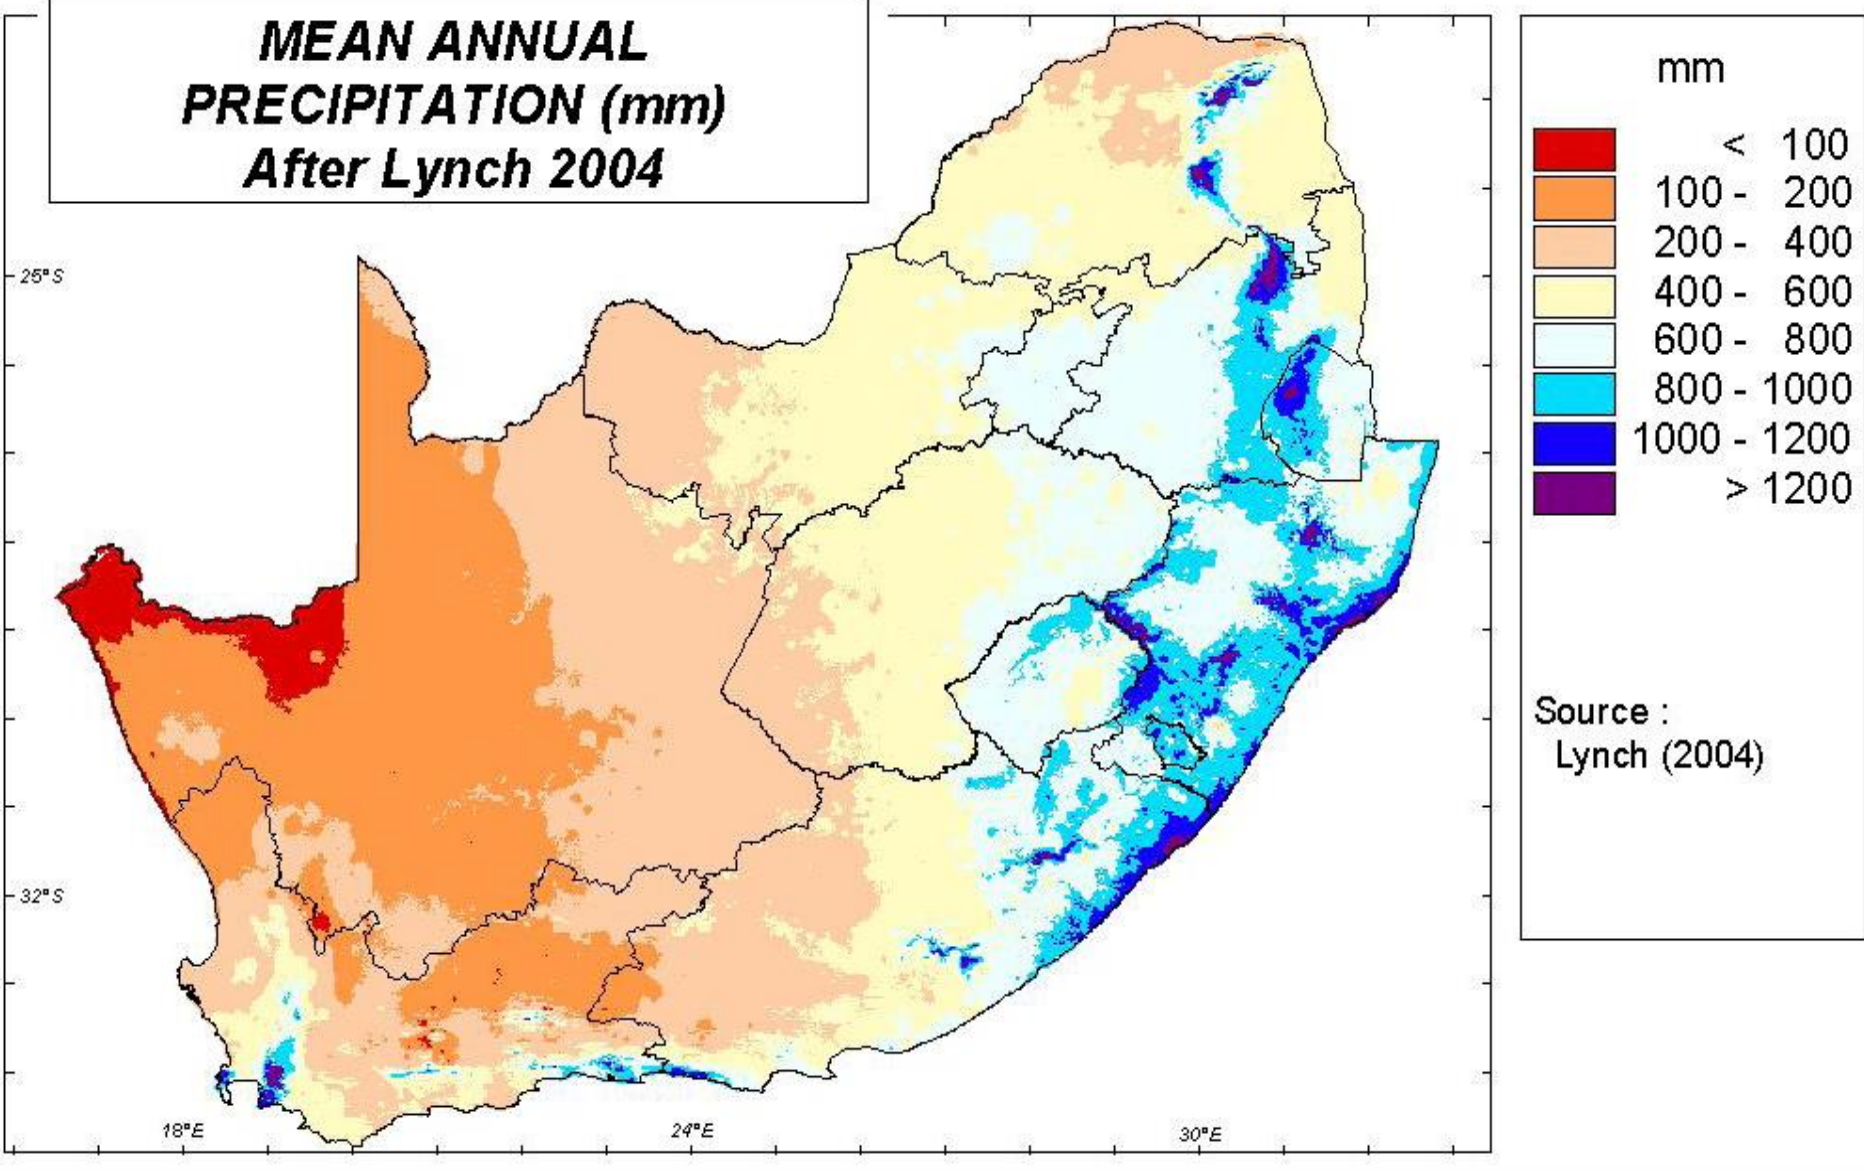 MEAN ANNUAL
PRECIPITATION (mm)
After Lynch 2004
mm
< 100
100 - 200
200 - 400
400 - 600
600 - 800
800 - 1000
1000 - 1200
> 1200
Source :
Lynch (2004)
25°S
32°S
18°E
24°E
30°E